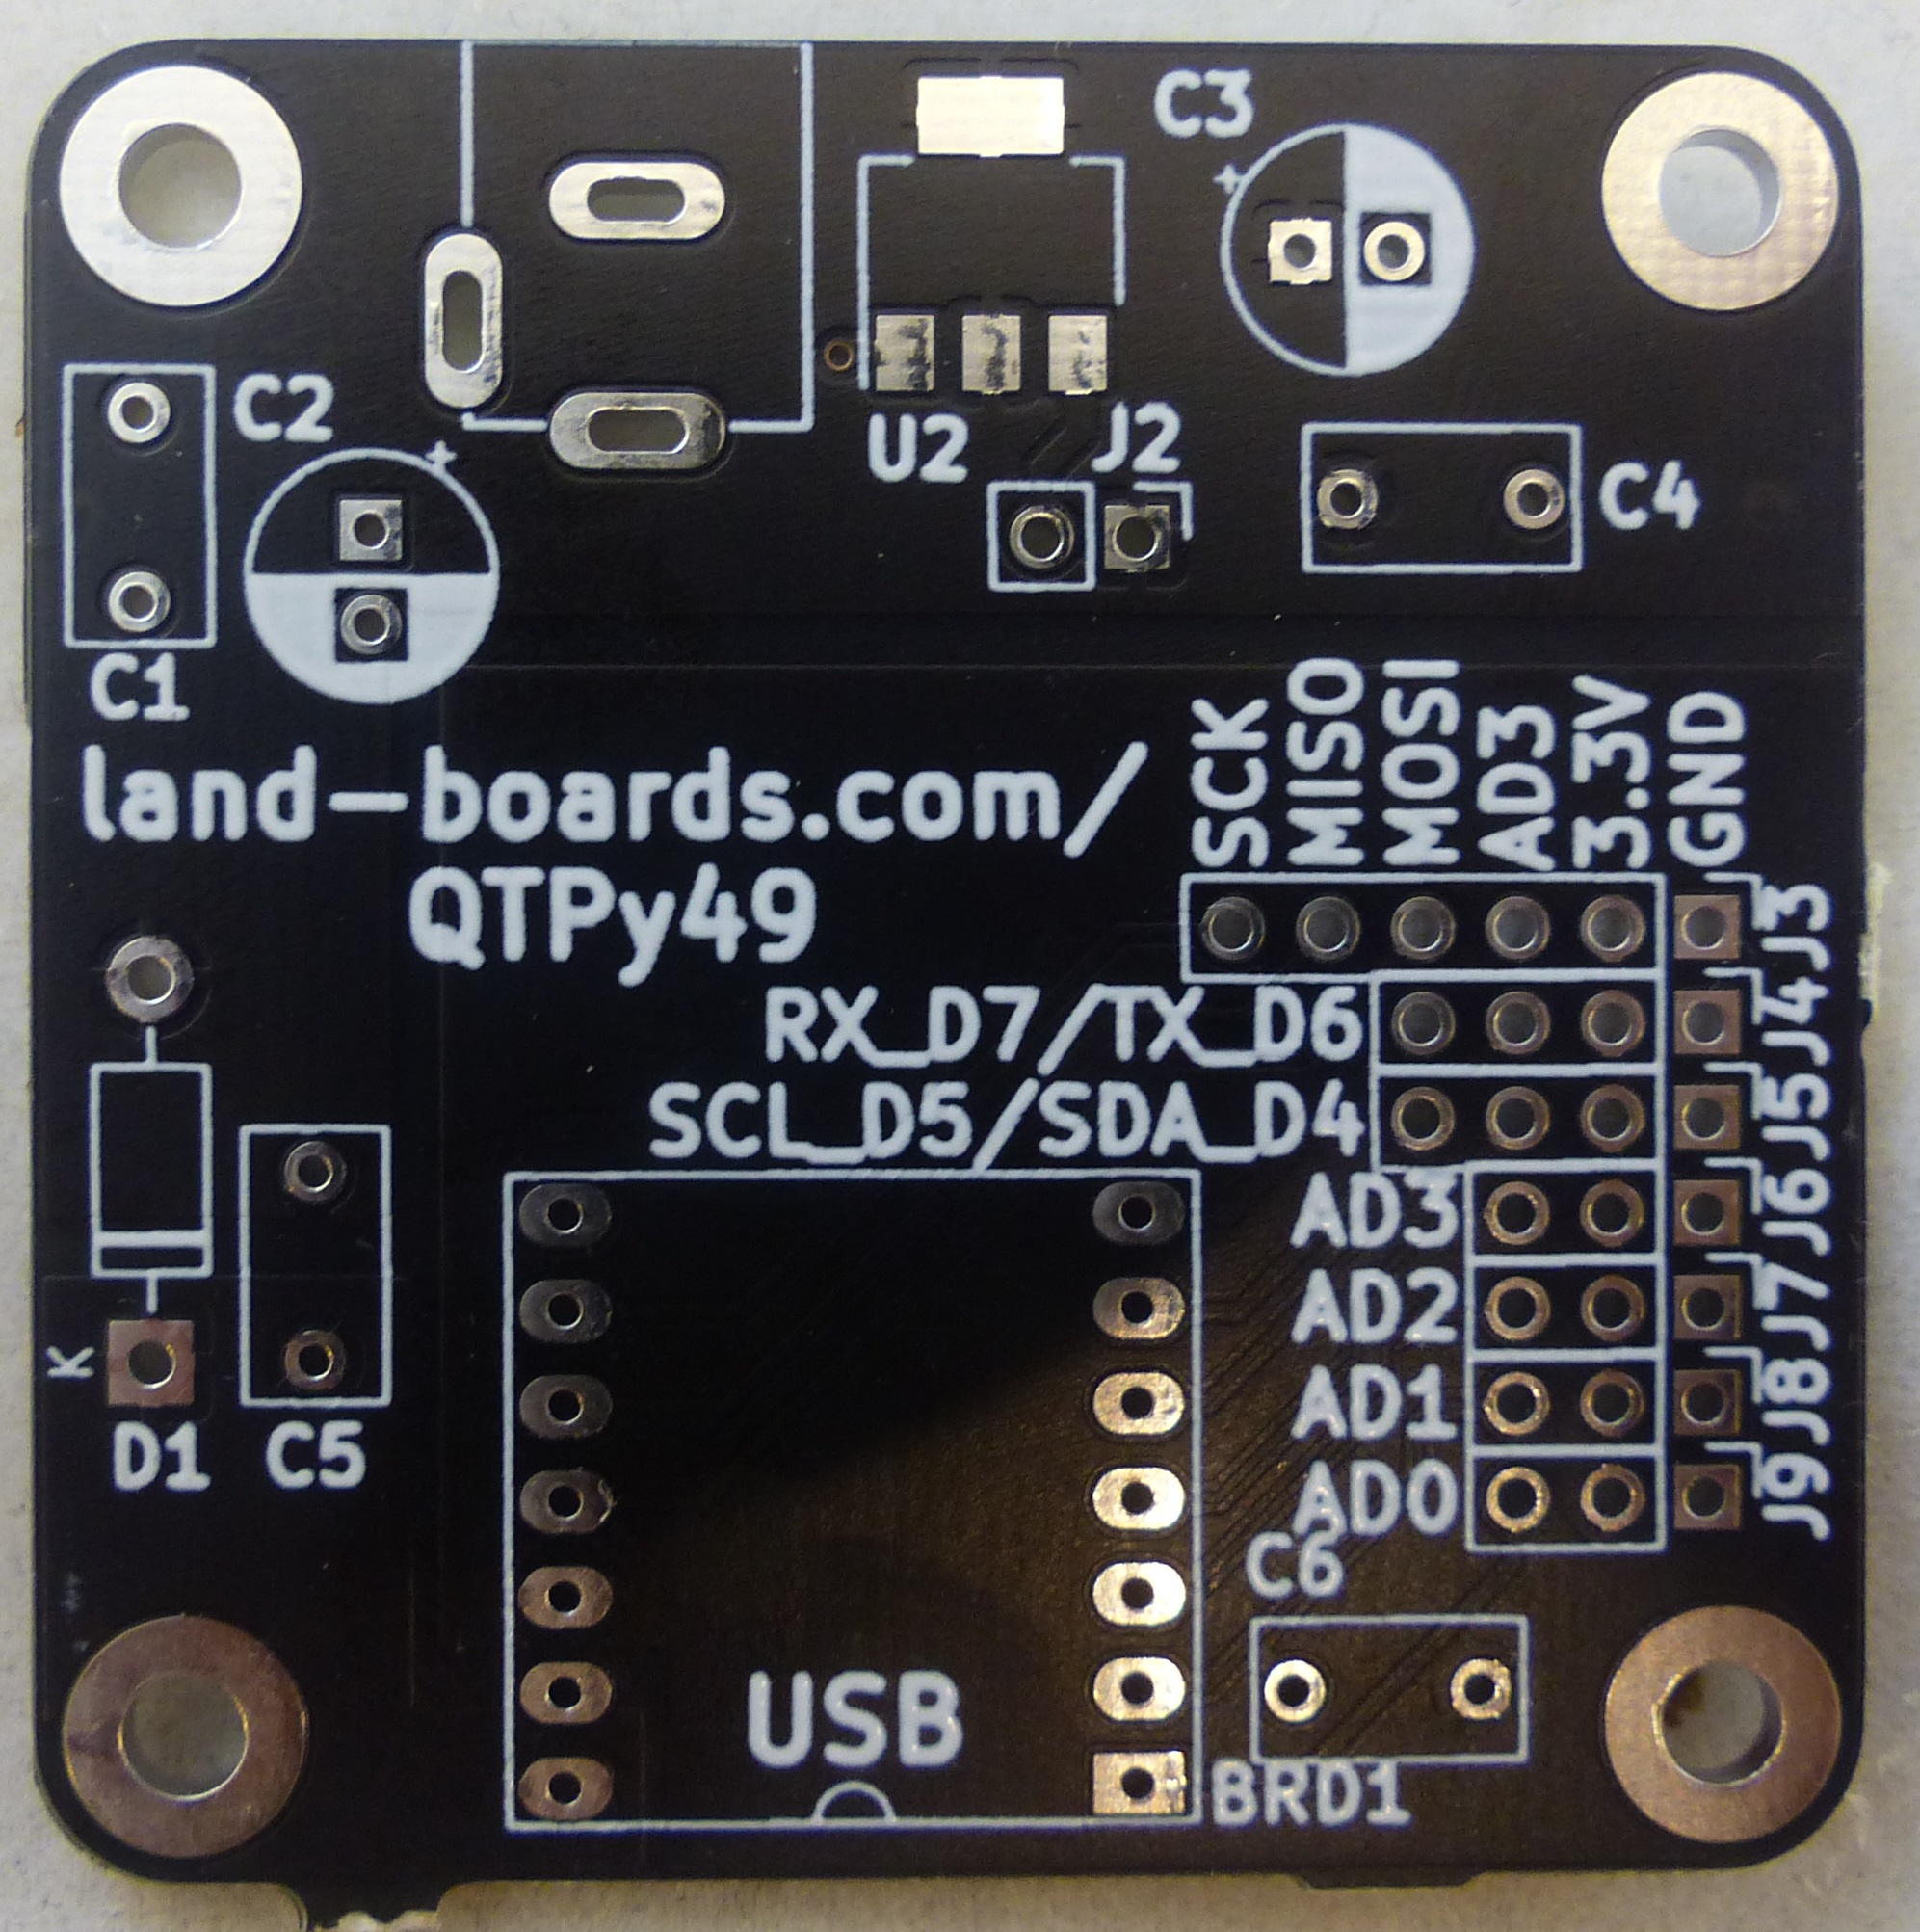 C3
+
C2
+
U2
J2
C4
C1
SCK
MISO
MOSI
AD3
3.3V
GND
land-boards.com/
QTPy49
J3
RX_D7/TX_D6
J4
SCL_D5/SDA_D4
J5
AD3
J6
AD2
J7
K
AD1
J8
D1
C5
AD0
J9
C6
USB
BRD1